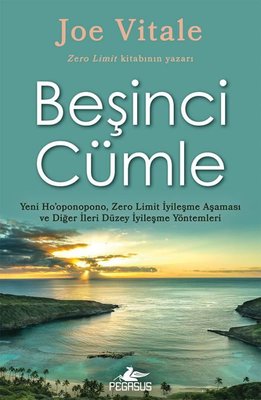 Joe Vitale
Zero Limit kitabının yazarı
Beşinci
Cümle
Yeni Ho'oponopono, Zero Limit İyileşme Aşaması
ve Diğer İleri Düzey İyileşme Yöntemleri
PEGASUS